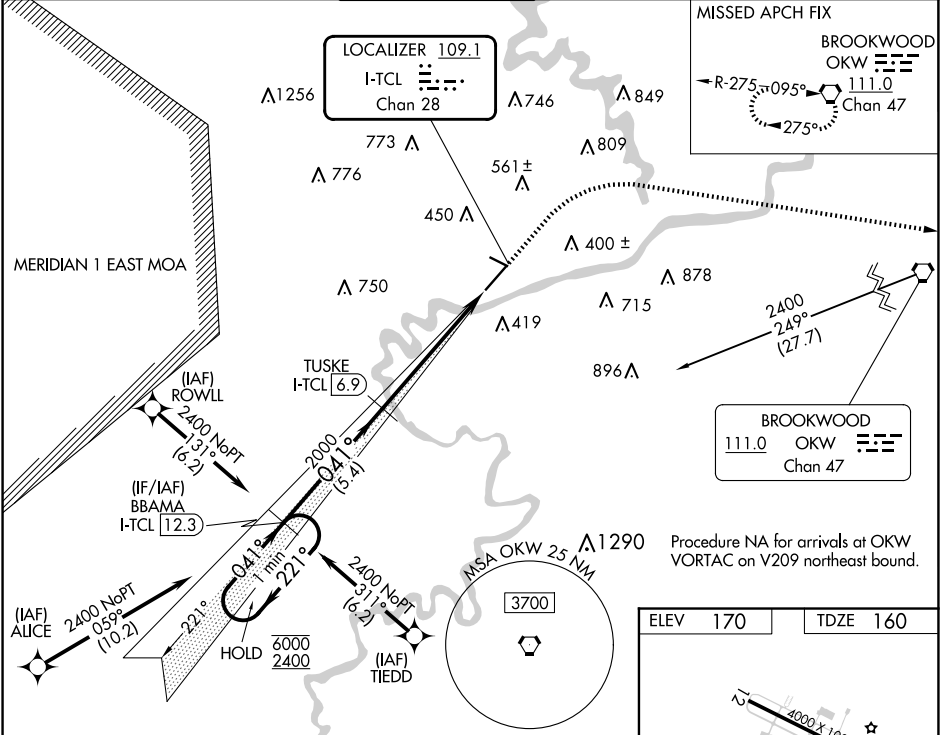 MISSED APCH FIX
BROOKWOOD
OKW
R-275
095°
111.0
Chan 47
275°
LOCALIZER 109.1
I-TCL
Chan 28
1256
746
849
773
809
776
561 ±
450
400 ±
MERIDIAN 1 EAST MOA
750
878
715
419
2400
249°
(27.7)
896
TUSKE
I-TCL 6.9
(IAF)
ROWLL
2400 NoPT
131°
(6.2)
2000
041°
(5.4)
BROOKWOOD
111.0 OKW
Chan 47
(IF/IAF)
BBAMA
I-TCL 12.3
041°
1 min
221°
1290
Procedure NA for arrivals at OKW
VORTAC on V209 northeast bound.
MSA OKW 25 NM
3700
2400 NoPT
311°
(6.2)
(IAF)
TIEDD
(IAF)
ALICE
2400 NoPT
059°
(10.2)
221°
HOLD
6000
2400
ELEV 170
TDZE 160
12